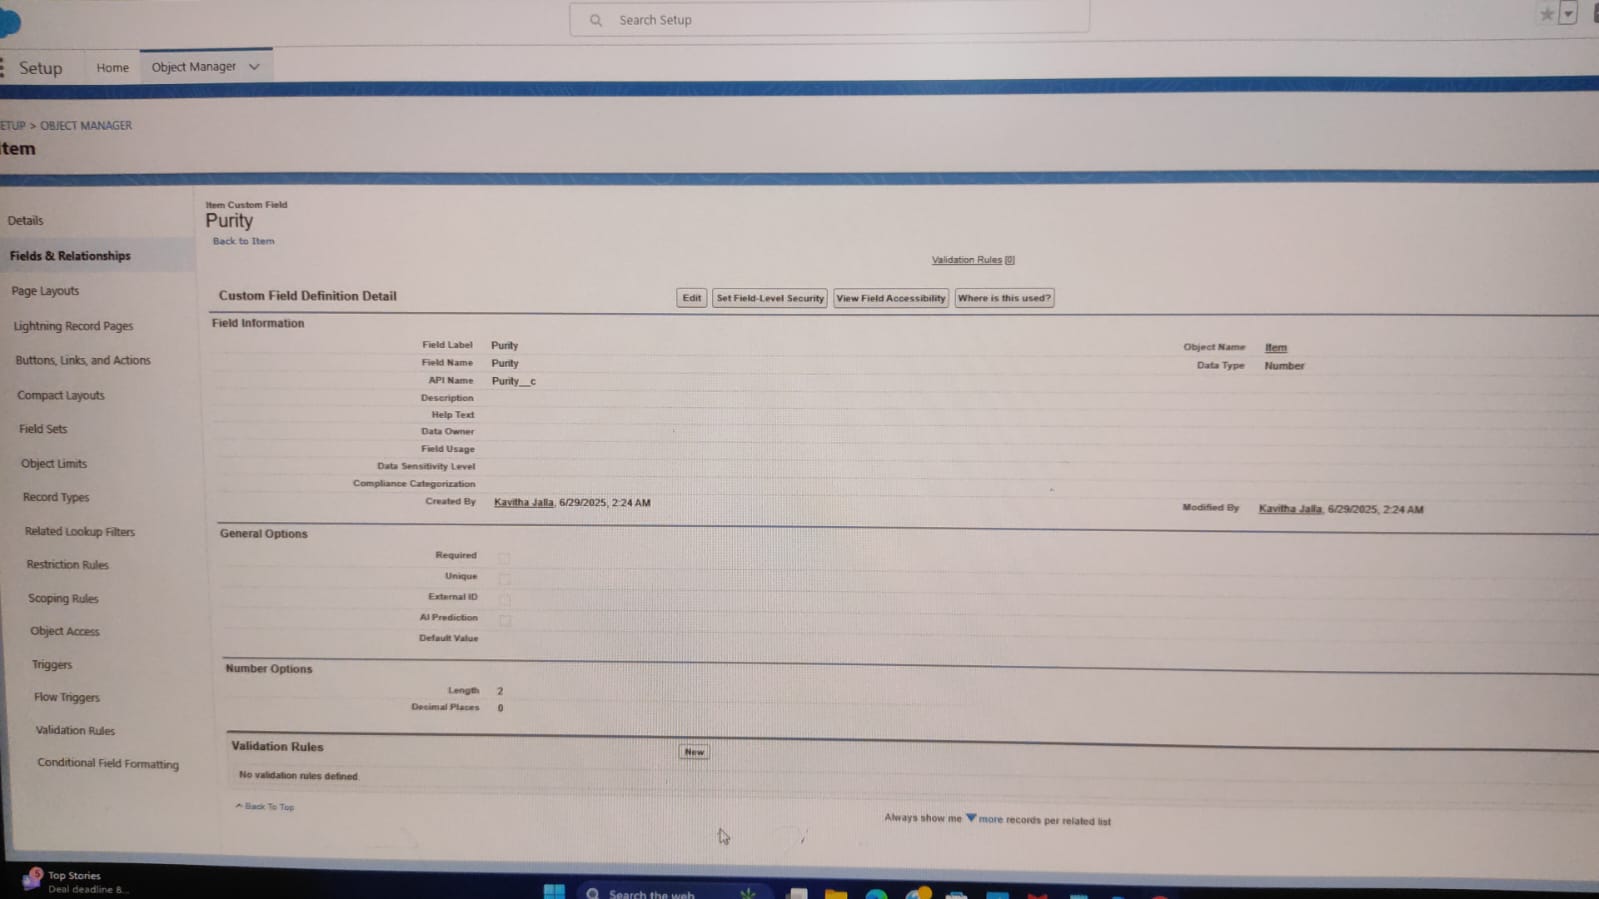 Search Setup
Setup
Home
Object Manager
ETUP > OBJECT MANAGER
Item
Details
Fields & Relationships
Page Layouts
Lightning Record Pages
Buttons, Links, and Actions
Compact Layouts
Field Sets
Object Limits
Record Types
Related Lookup Filters
Restriction Rules
Scoping Rules
Object Access
Triggers
Flow Triggers
Validation Rules
Conditional Field Formatting
Item Custom Field
Purity
Back to Item
Validation Rules [0]
Custom Field Definition Detail
Edit
Set Field-Level Security
View Field Accessibility
Where is this used?
Field Information
Field Label Purity
Object Name Item
Field Name Purity
Data Type Number
API Name Purity__c
Description
Help Text
Data Owner
Field Usage
Data Sensitivity Level
Compliance Categorization
Created By Kavitha Jalla, 6/29/2025, 2:24 AM
Modified By Kavitha Jalla, 6/29/2025, 2:24 AM
General Options
Required
Unique
External ID
AI Prediction
Default Value
Number Options
Length 2
Decimal Places 0
Validation Rules
New
No validation rules defined.
^ Back To Top
Always show me ▼ more records per related list
5
Top Stories
Deal deadline 8...
Search the web